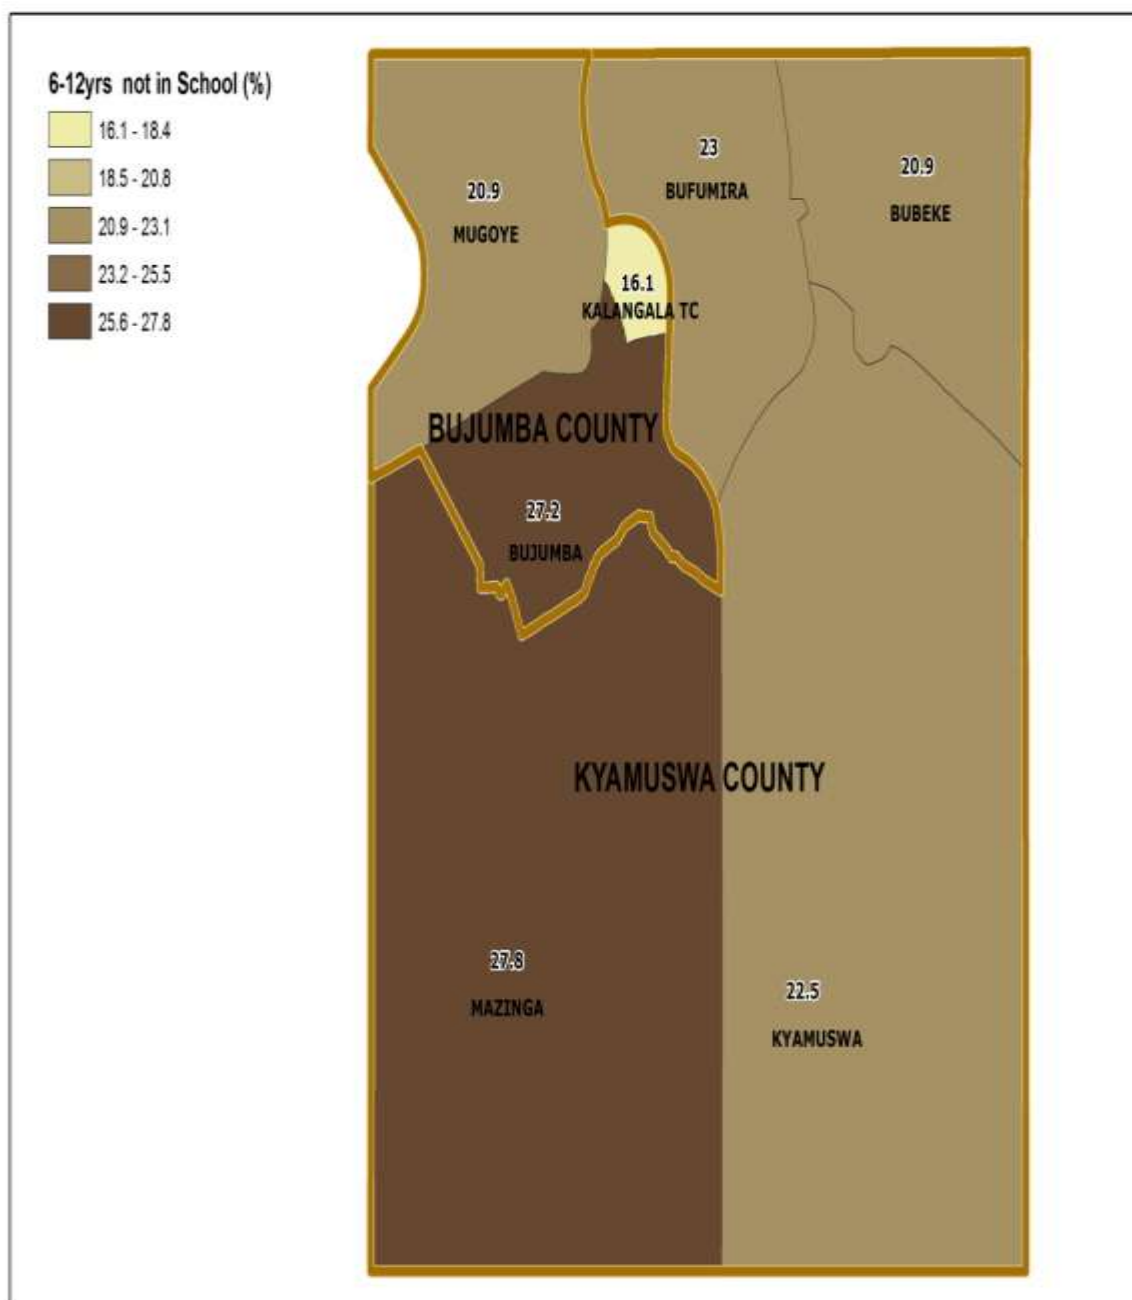 6-12yrs not in School (%)
16.1 - 18.4
18.5 - 20.8
20.9 - 23.1
23.2 - 25.5
25.6 - 27.8
23
BUFUMIRA
20.9
BUBEKE
20.9
MUGOYE
16.1
KALANGALA TC
BUJUMBA COUNTY
27.2
BUJUMBA
KYAMUSWA COUNTY
27.8
MAZINGA
22.5
KYAMUSWA